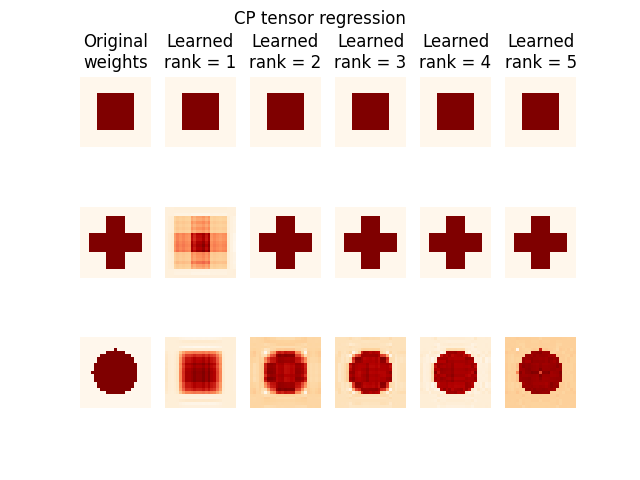 CP tensor regression
Original
weights
Learned
rank = 1
Learned
rank = 2
Learned
rank = 3
Learned
rank = 4
Learned
rank = 5